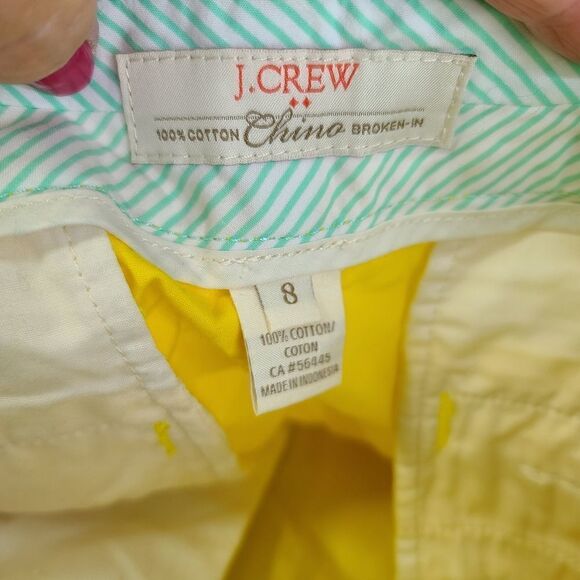 J.CREW
100% COTTON Chino BROKEN-IN
8
100% COTTON/
COTON
CA #56445
MADE IN INDONESIA